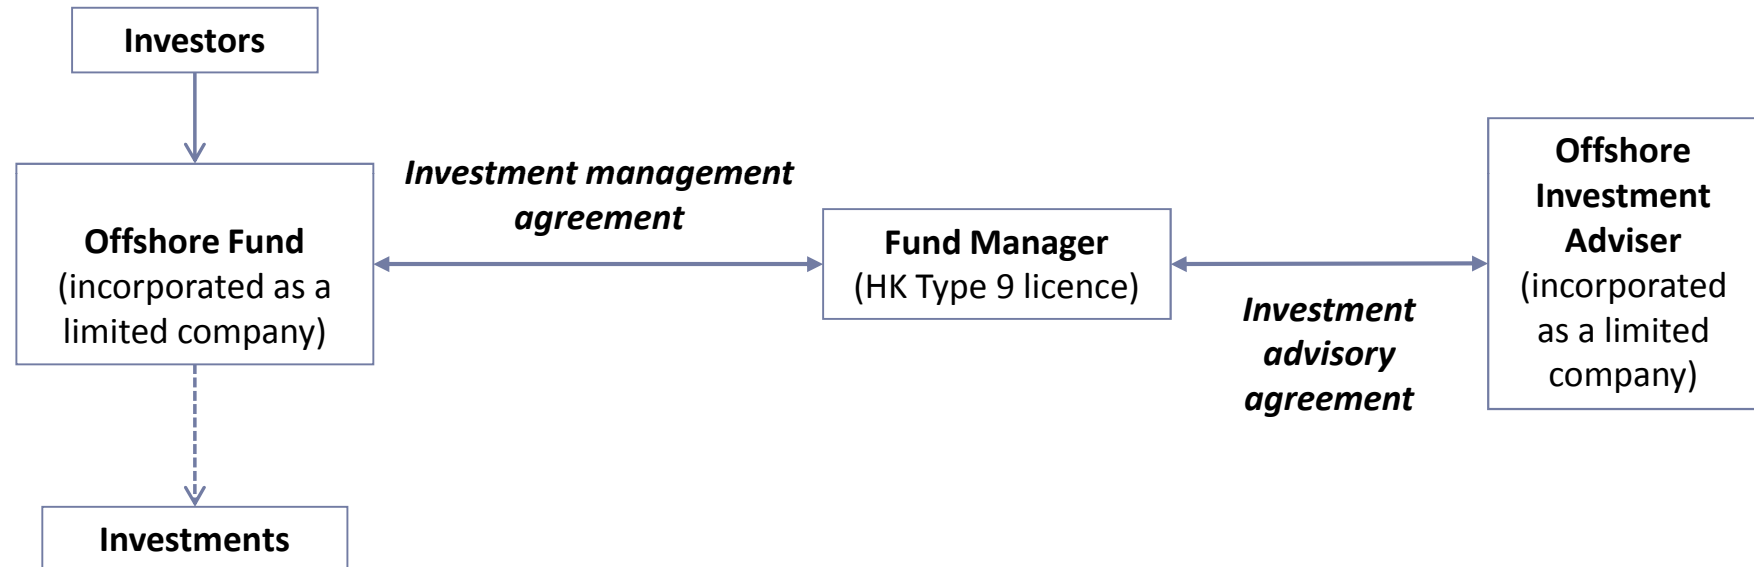 Investors
Offshore Fund
(incorporated as a
limited company)
Investments
Investment management
agreement
Fund Manager
(HK Type 9 licence)
Investment
advisory
agreement
Offshore
Investment
Adviser
(incorporated
as a limited
company)